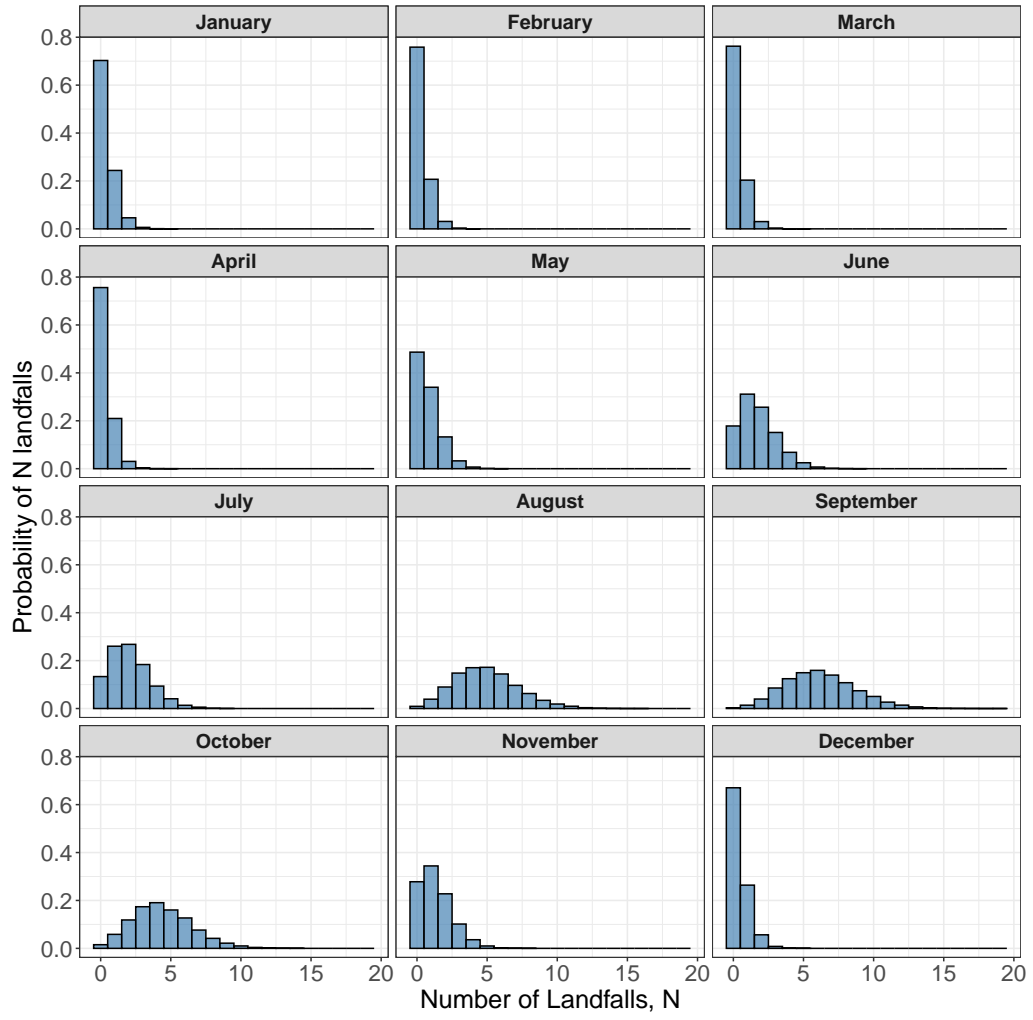 January February March
0.8
0.6
0.4
0.2
0.0
April May June
0.8
0.6
0.4
0.2
0.0
July August September
0.8
0.6
0.4
0.2
0.0
October November December
0.8
0.6
0.4
0.2
0.0
0 5 10 15 20 0 5 10 15 20 0 5 10 15 20
Number of Landfalls, N
Probability of N landfalls